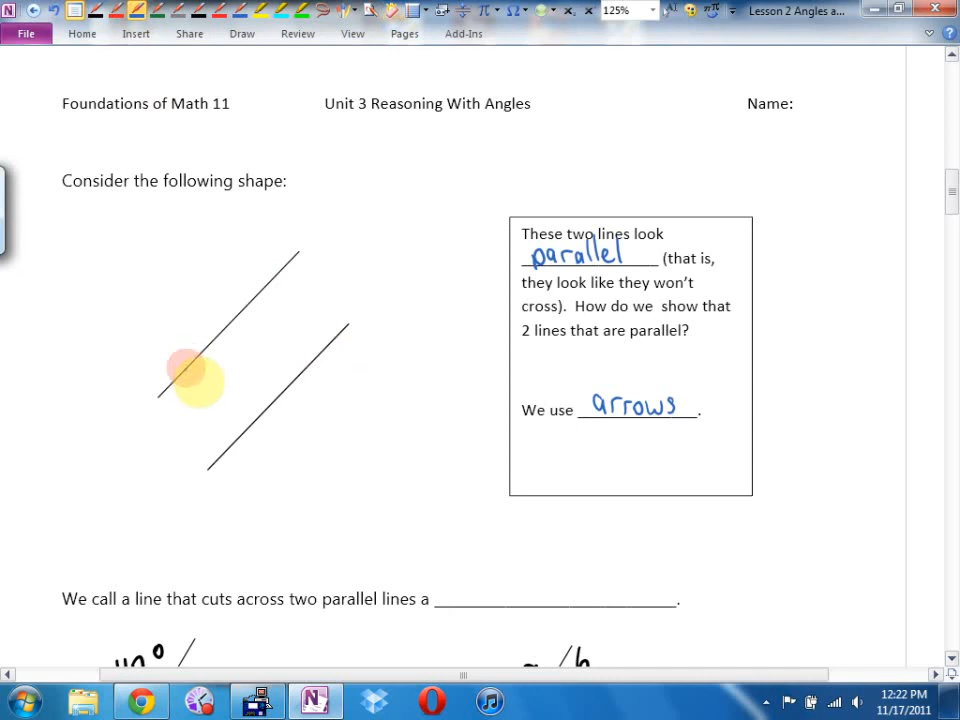 125%
Lesson 2 Angles a...
File Home Insert Share Draw Review View Pages Add-Ins
Foundations of Math 11 Unit 3 Reasoning With Angles Name:
Consider the following shape:
These two lines look
parallel (that is,
they look like they won't
cross). How do we show that
2 lines that are parallel?
We use arrows.
We call a line that cuts across two parallel lines a ____________________________.
12:22 PM
11/17/2011